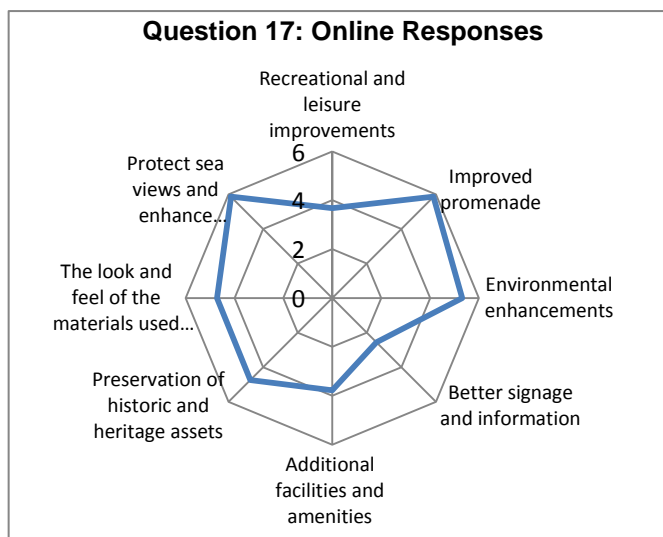 Question 17: Online Responses
Recreational and
leisure
improvements
Improved
promenade
Environmental
enhancements
Better signage
and information
Additional
facilities and
amenities
Preservation of
historic and
heritage assets
The look and
feel of the
materials used...
Protect sea
views and
enhance...
6
4
2
0